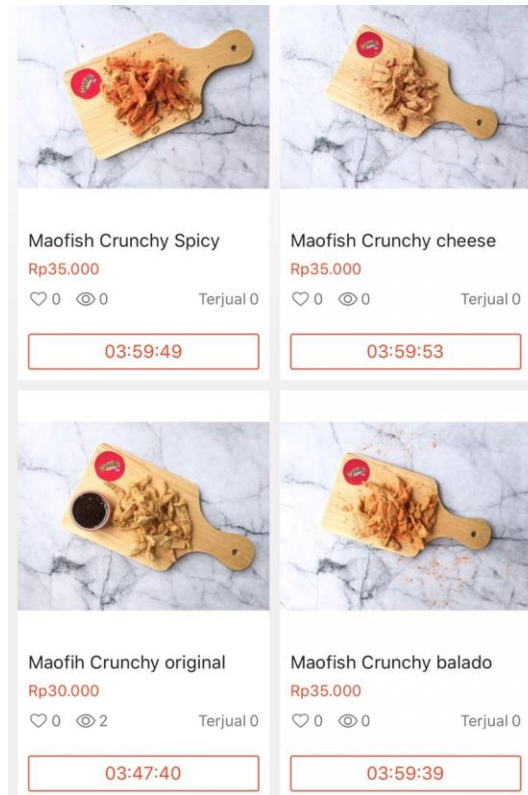 Maofish Crunchy Spicy
Rp35.000
0 0 Terjual 0
03:59:49
Maofish Crunchy cheese
Rp35.000
0 0 Terjual 0
03:59:53
Maofih Crunchy original
Rp30.000
0 2 Terjual 0
03:47:40
Maofish Crunchy balado
Rp35.000
0 0 Terjual 0
03:59:39